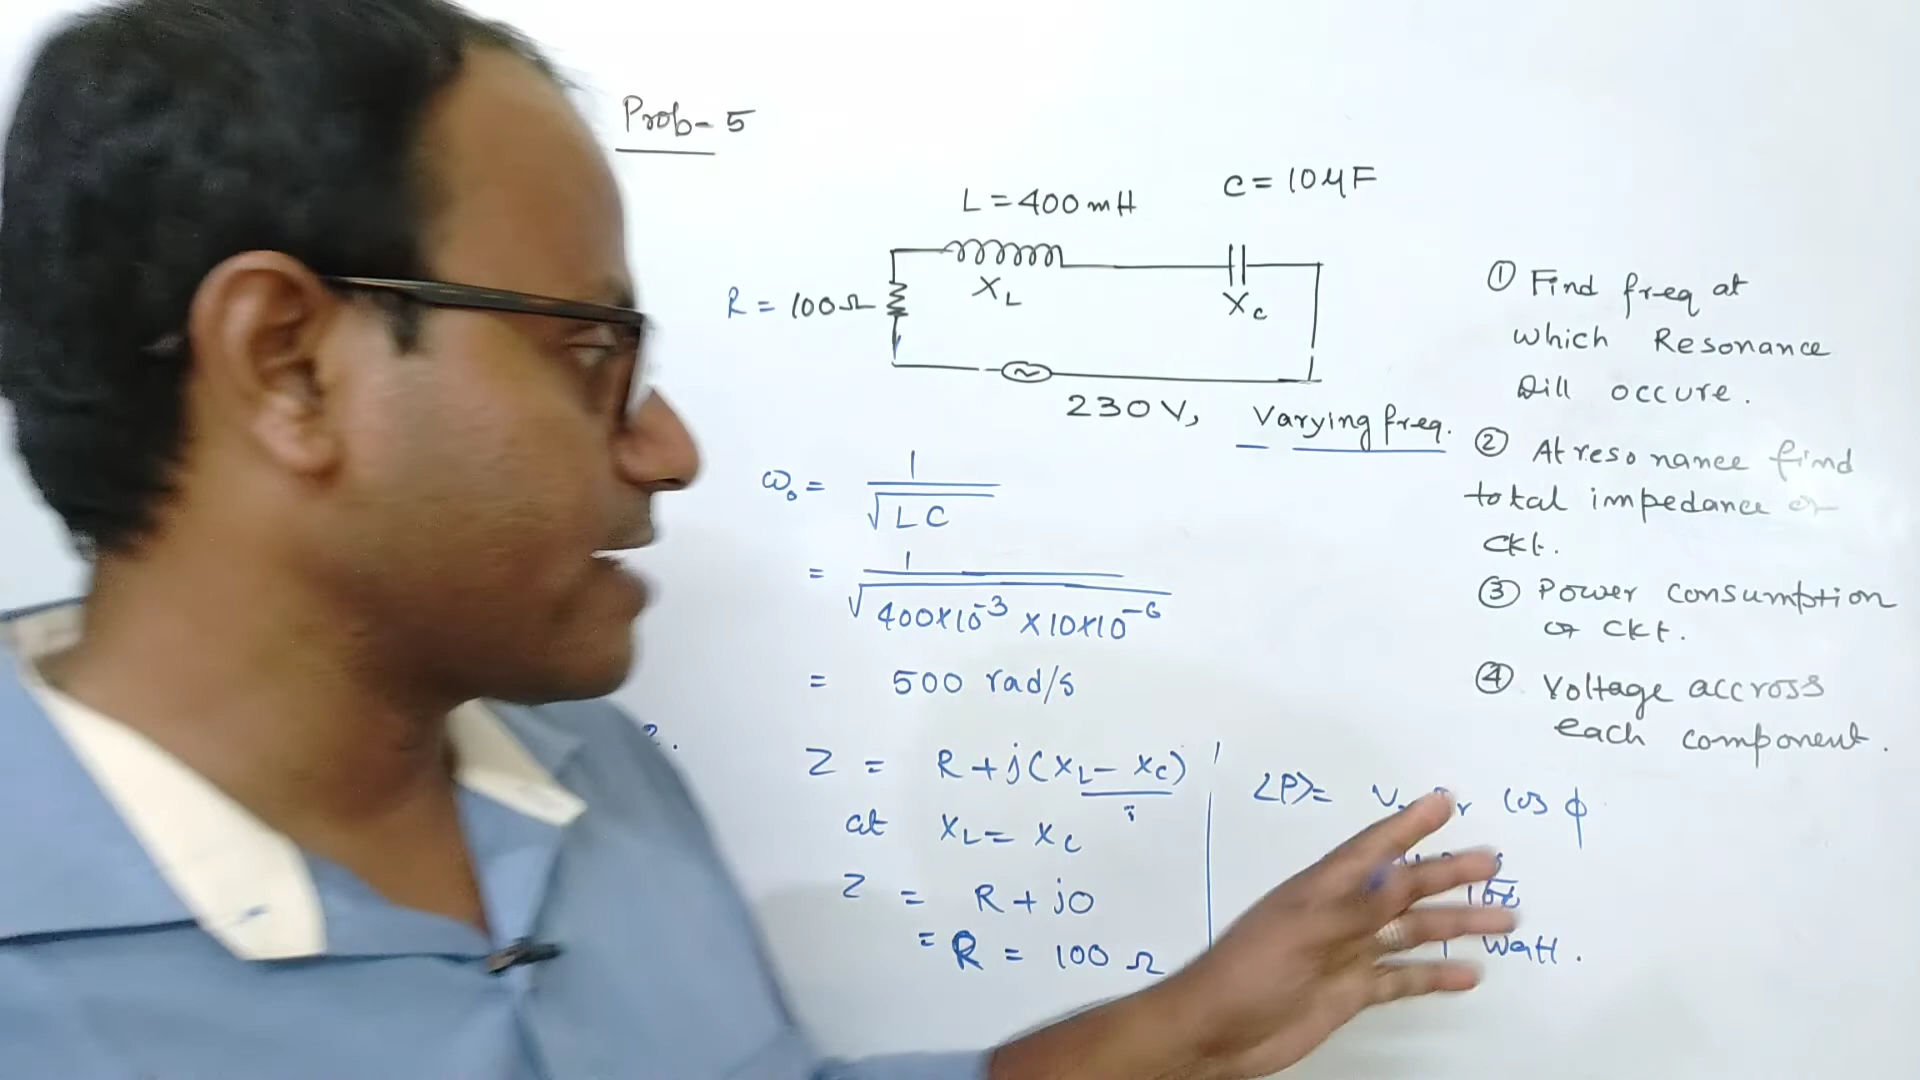 Prob- 5
L = 400 mH
C = 10 μF
R = 100 Ω
XL
Xc
230 V, Varying freq.
① Find freq at
which Resonance
will occure.
② At resonance find
total impedance of
ckt.
③ Power consumption
of ckt.
④ Voltage accross
each component.
ω₀ = 1 / √LC
= 1 / √400×10⁻³ ×10×10⁻⁶
= 500 rad/s
2.
Z = R + j(XL - Xc)
at XL = Xc
Z = R + j0
= R = 100 Ω
<P> = cos φ
Watt.